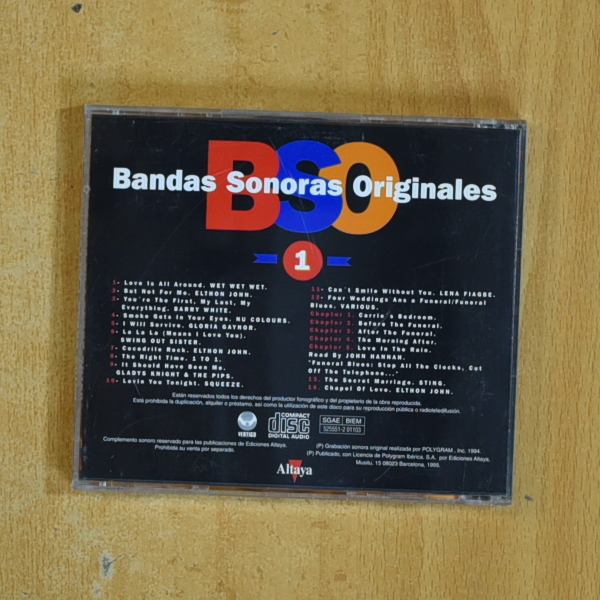 BSO
Bandas Sonoras Originales
1
1- Love Is All Around. WET WET WET.
2- But Not For Me. ELTHON JOHN.
3- You're The First, My Last, My
Everything. BARRY WHITE.
4- Smoke Gets In Your Eyes. NU COLOURS.
5- I Will Survive. GLORIA GAYNOR.
6- La La La (Means I Love You).
SWING OUT SISTER.
7- Cocodrile Rock. ELTHON JOHN.
8- The Right Time. 1 TO 1.
9- It Should Have Been Me.
GLADYS KNIGHT & THE PIPS.
10- Loin You Tonight. SQUEEZE.
11- Can't Smile Without You. LENA FIAGBE.
12- Four Weddings Ans a Funeral/Funeral
Blues. VARIOUS.
Chapter 1. Carrie's Bedroom.
Chapter 2. Before The Funeral.
Chapter 3. After The Funeral.
Chapter 4. The Morning After.
Chapter 5. Love In The Rain.
Read By JOHN HANNAH.
"Funeral Blues: Stop All The Clocks, Cut
Off The Telephone..."
13. The Secret Marriage. STING.
14. Chapel Of Love. ELTHON JOHN.
Están reservados todos los derechos del productor fonográfico y del propietario de la obra reproducida.
Está prohibida la duplicación, alquiler o préstamo, así como la utilización de este disco para su reproducción pública o radioteledifusión.
VERTIGO
COMPACT
disc
DIGITAL AUDIO
SGAE BIEM
525551-2 01103
Complemento sonoro reservado para las publicaciones de Ediciones Altaya.
Prohibida su venta por separado.
(P) Grabación sonora original realizada por POLYGRAM, Inc. 1994.
(P) Publicado, con Licencia de Polygram Ibérica, S.A. por Ediciones Altaya.
Musitu, 15 08023 Barcelona, 1995.
Altaya